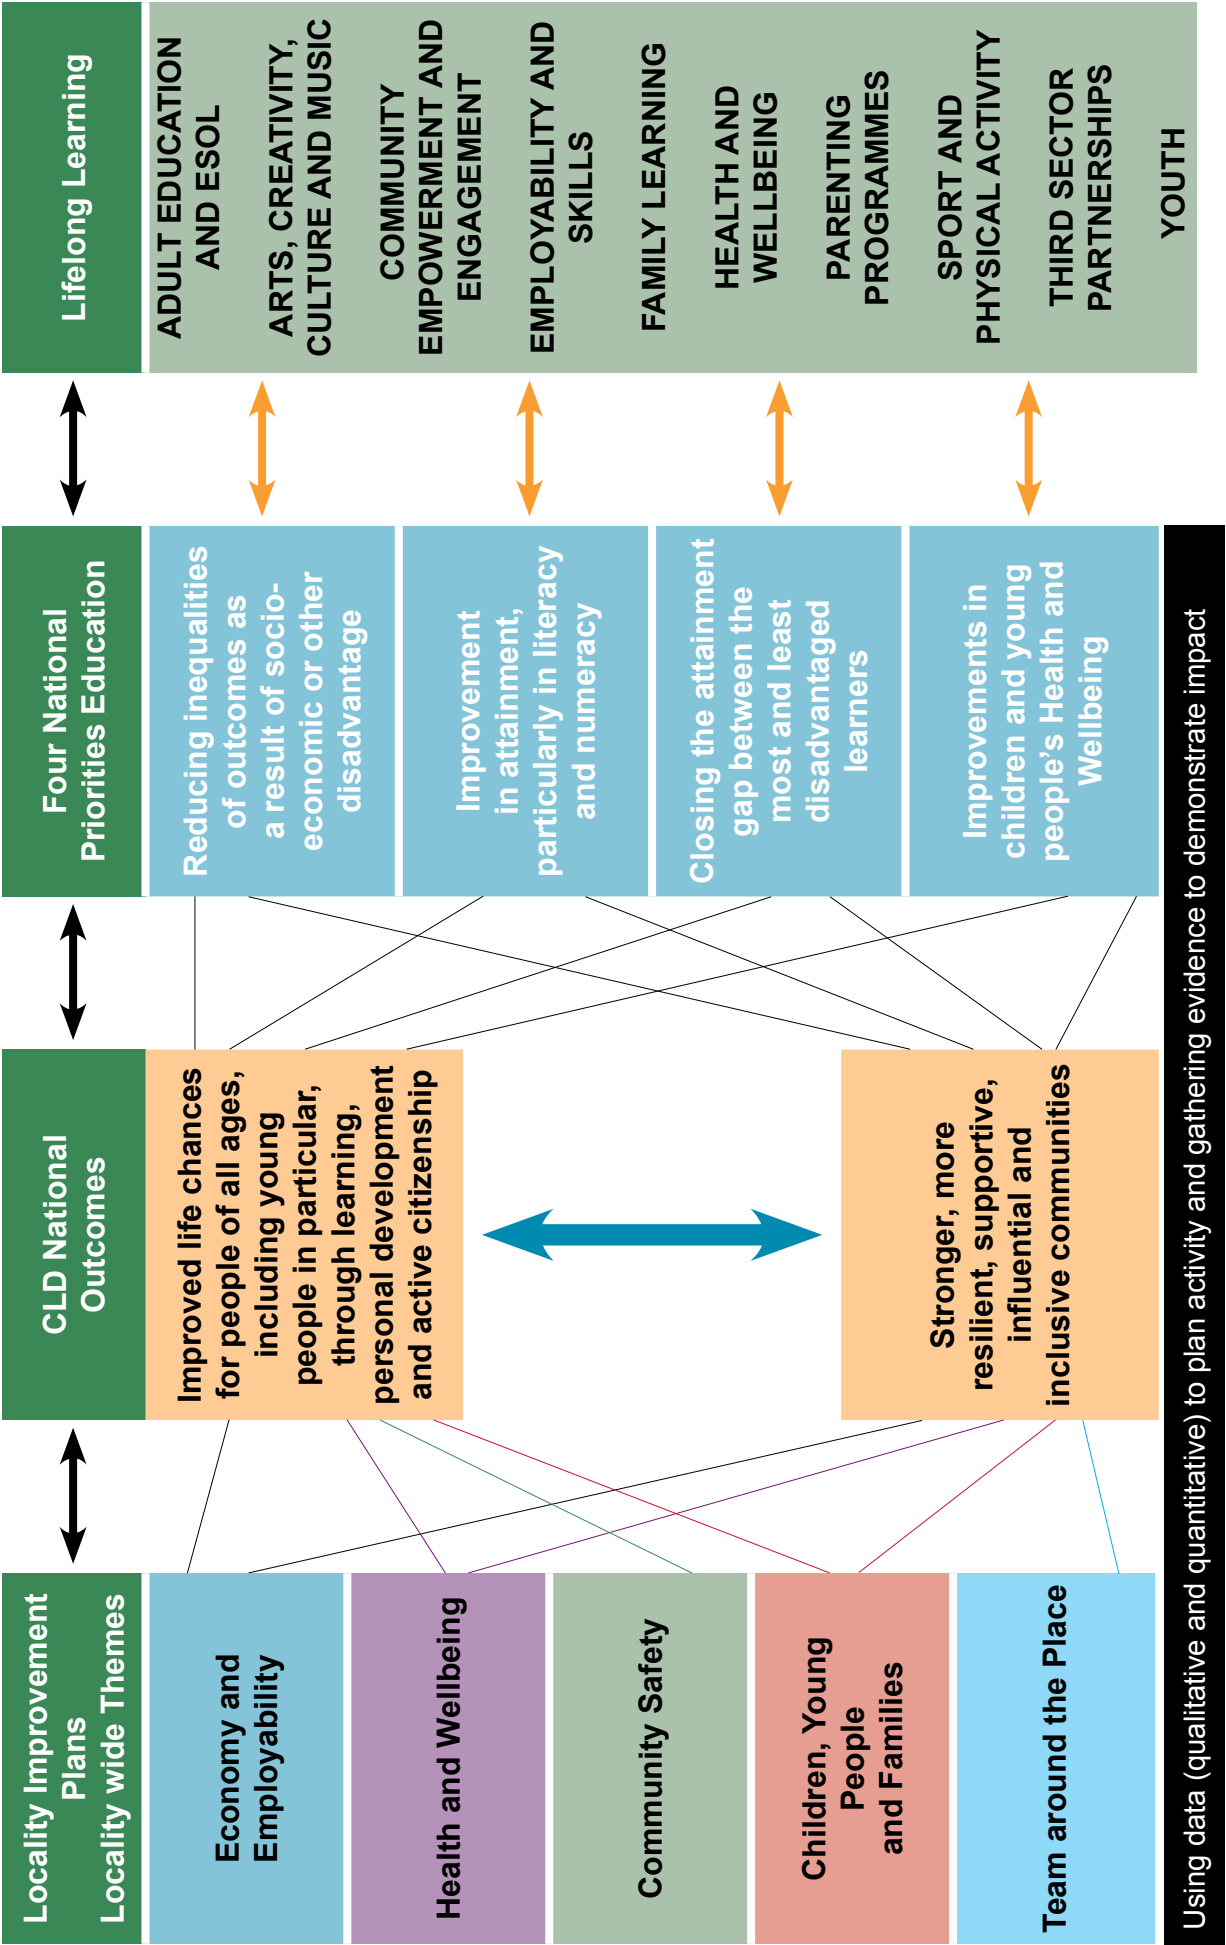 Locality Improvement
Plans
Locality wide Themes
Economy and
Employability
Health and Wellbeing
Community Safety
Children, Young
People
and Families
Team around the Place
CLD National
Outcomes
Improved life chances
for people of all ages,
including young
people in particular,
through learning,
personal development
and active citizenship
Stronger, more
resilient, supportive,
influential and
inclusive communities
Four National
Priorities Education
Reducing inequalities
of outcomes as
a result of socio-
economic or other
disadvantage
Improvement
in attainment,
particularly in literacy
and numeracy
Closing the attainment
gap between the
most and least
disadvantaged
learners
Improvements in
children and young
people’s Health and
Wellbeing
Lifelong Learning
ADULT EDUCATION
AND ESOL
ARTS, CREATIVITY,
CULTURE AND MUSIC
COMMUNITY
EMPOWERMENT AND
ENGAGEMENT
EMPLOYABILITY AND
SKILLS
FAMILY LEARNING
HEALTH AND
WELLBEING
PARENTING
PROGRAMMES
SPORT AND
PHYSICAL ACTIVITY
THIRD SECTOR
PARTNERSHIPS
YOUTH
Using data (qualitative and quantitative) to plan activity and gathering evidence to demonstrate impact